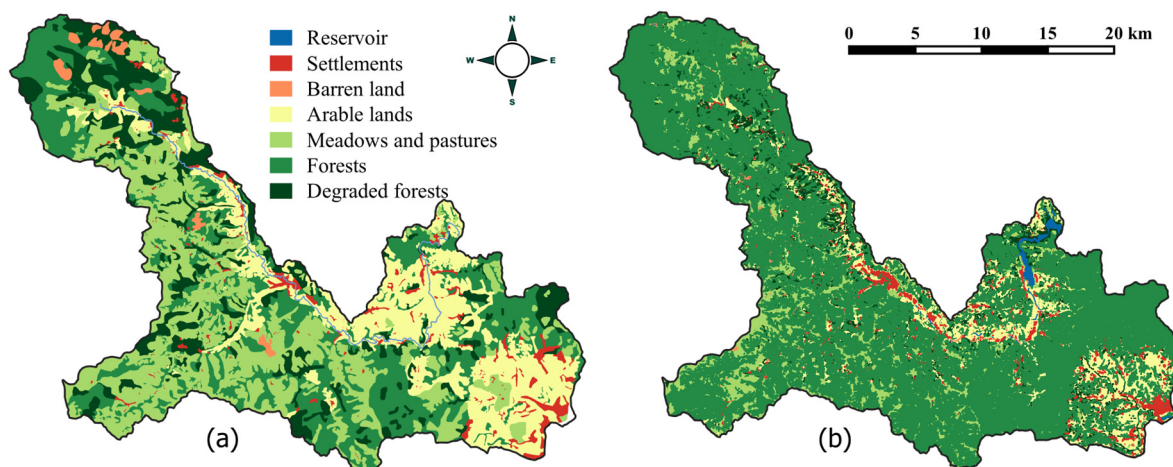 Reservoir
Settlements
Barren land
Arable lands
Meadows and pastures
Forests
Degraded forests
N
W E
S
0 5 10 15 20 km
(a)
(b)